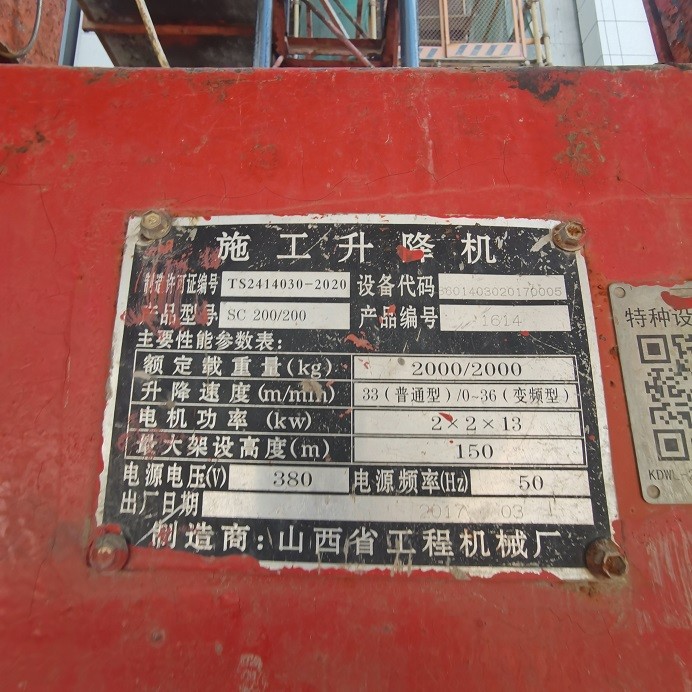 施工升降机
制造许可证编号 TS2414030-2020 设备代码 3601403020170005
产品型号 SC 200/200 产品编号 1614
主要性能参数表:
额定载重量(kg) 2000/2000
升降速度(m/min) 33(普通型)/0~36(变频型)
电机功率(kw) 2×2×13
最大架设高度(m) 150
电源电压(V) 380 电源频率(Hz) 50
出厂日期 2017 03
制造商:山西省工程机械厂
特种设
KDWL-